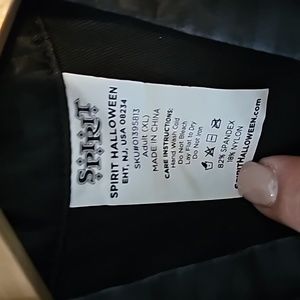 SPIRIT
SPIRIT HALLOWEEN
EHT, NJ, USA 08234
SKU#01395813
Adult (XL)
MADE IN CHINA
CARE INSTRUCTIONS:
Hand Wash Cold
Do Not Bleach
Lay Flat to Dry
Do Not Iron
82% SPANDEX
18% NYLON
SPIRITHALLOWEEN.com